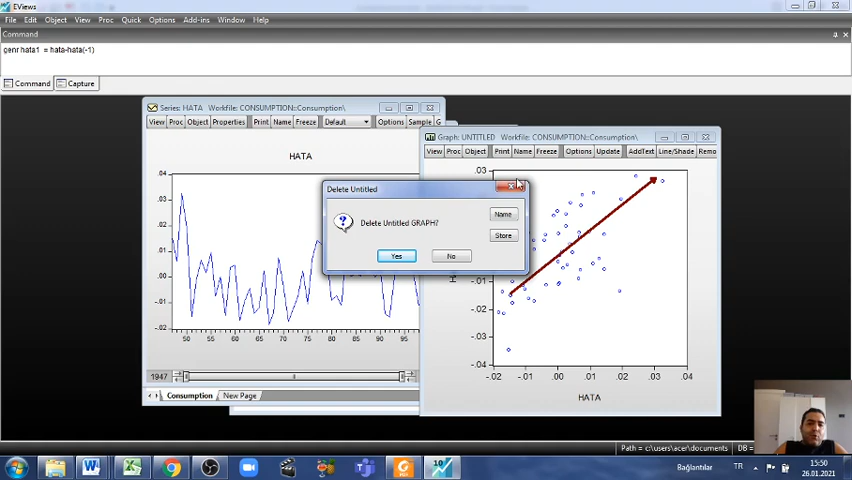 EViews
File Edit Object View Proc Quick Options Add-ins Window Help
Command
genr hata1 = hata-hata(-1)
Command Capture
Series: HATA Workfile: CONSUMPTION::Consumption\
View Proc Object Properties Print Name Freeze Default Options Sample G
HATA
.04
.03
.02
.01
.00
-.01
-.02
50 55 60 65 70 75 80 85 90 95
1947
Consumption New Page
Graph: UNTITLED Workfile: CONSUMPTION::Consumption\
View Proc Object Print Name Freeze Options Update AddText Line/Shade Remo
.03
-.01
-.02
-.03
-.04
-.02 -.01 .00 .01 .02 .03 .04
HATA
Delete Untitled
Delete Untitled GRAPH?
Name
Store
Yes No
Path = c:\users\acer\documents DB =
10
Bağlantılar
TR
15:50
26.01.2021